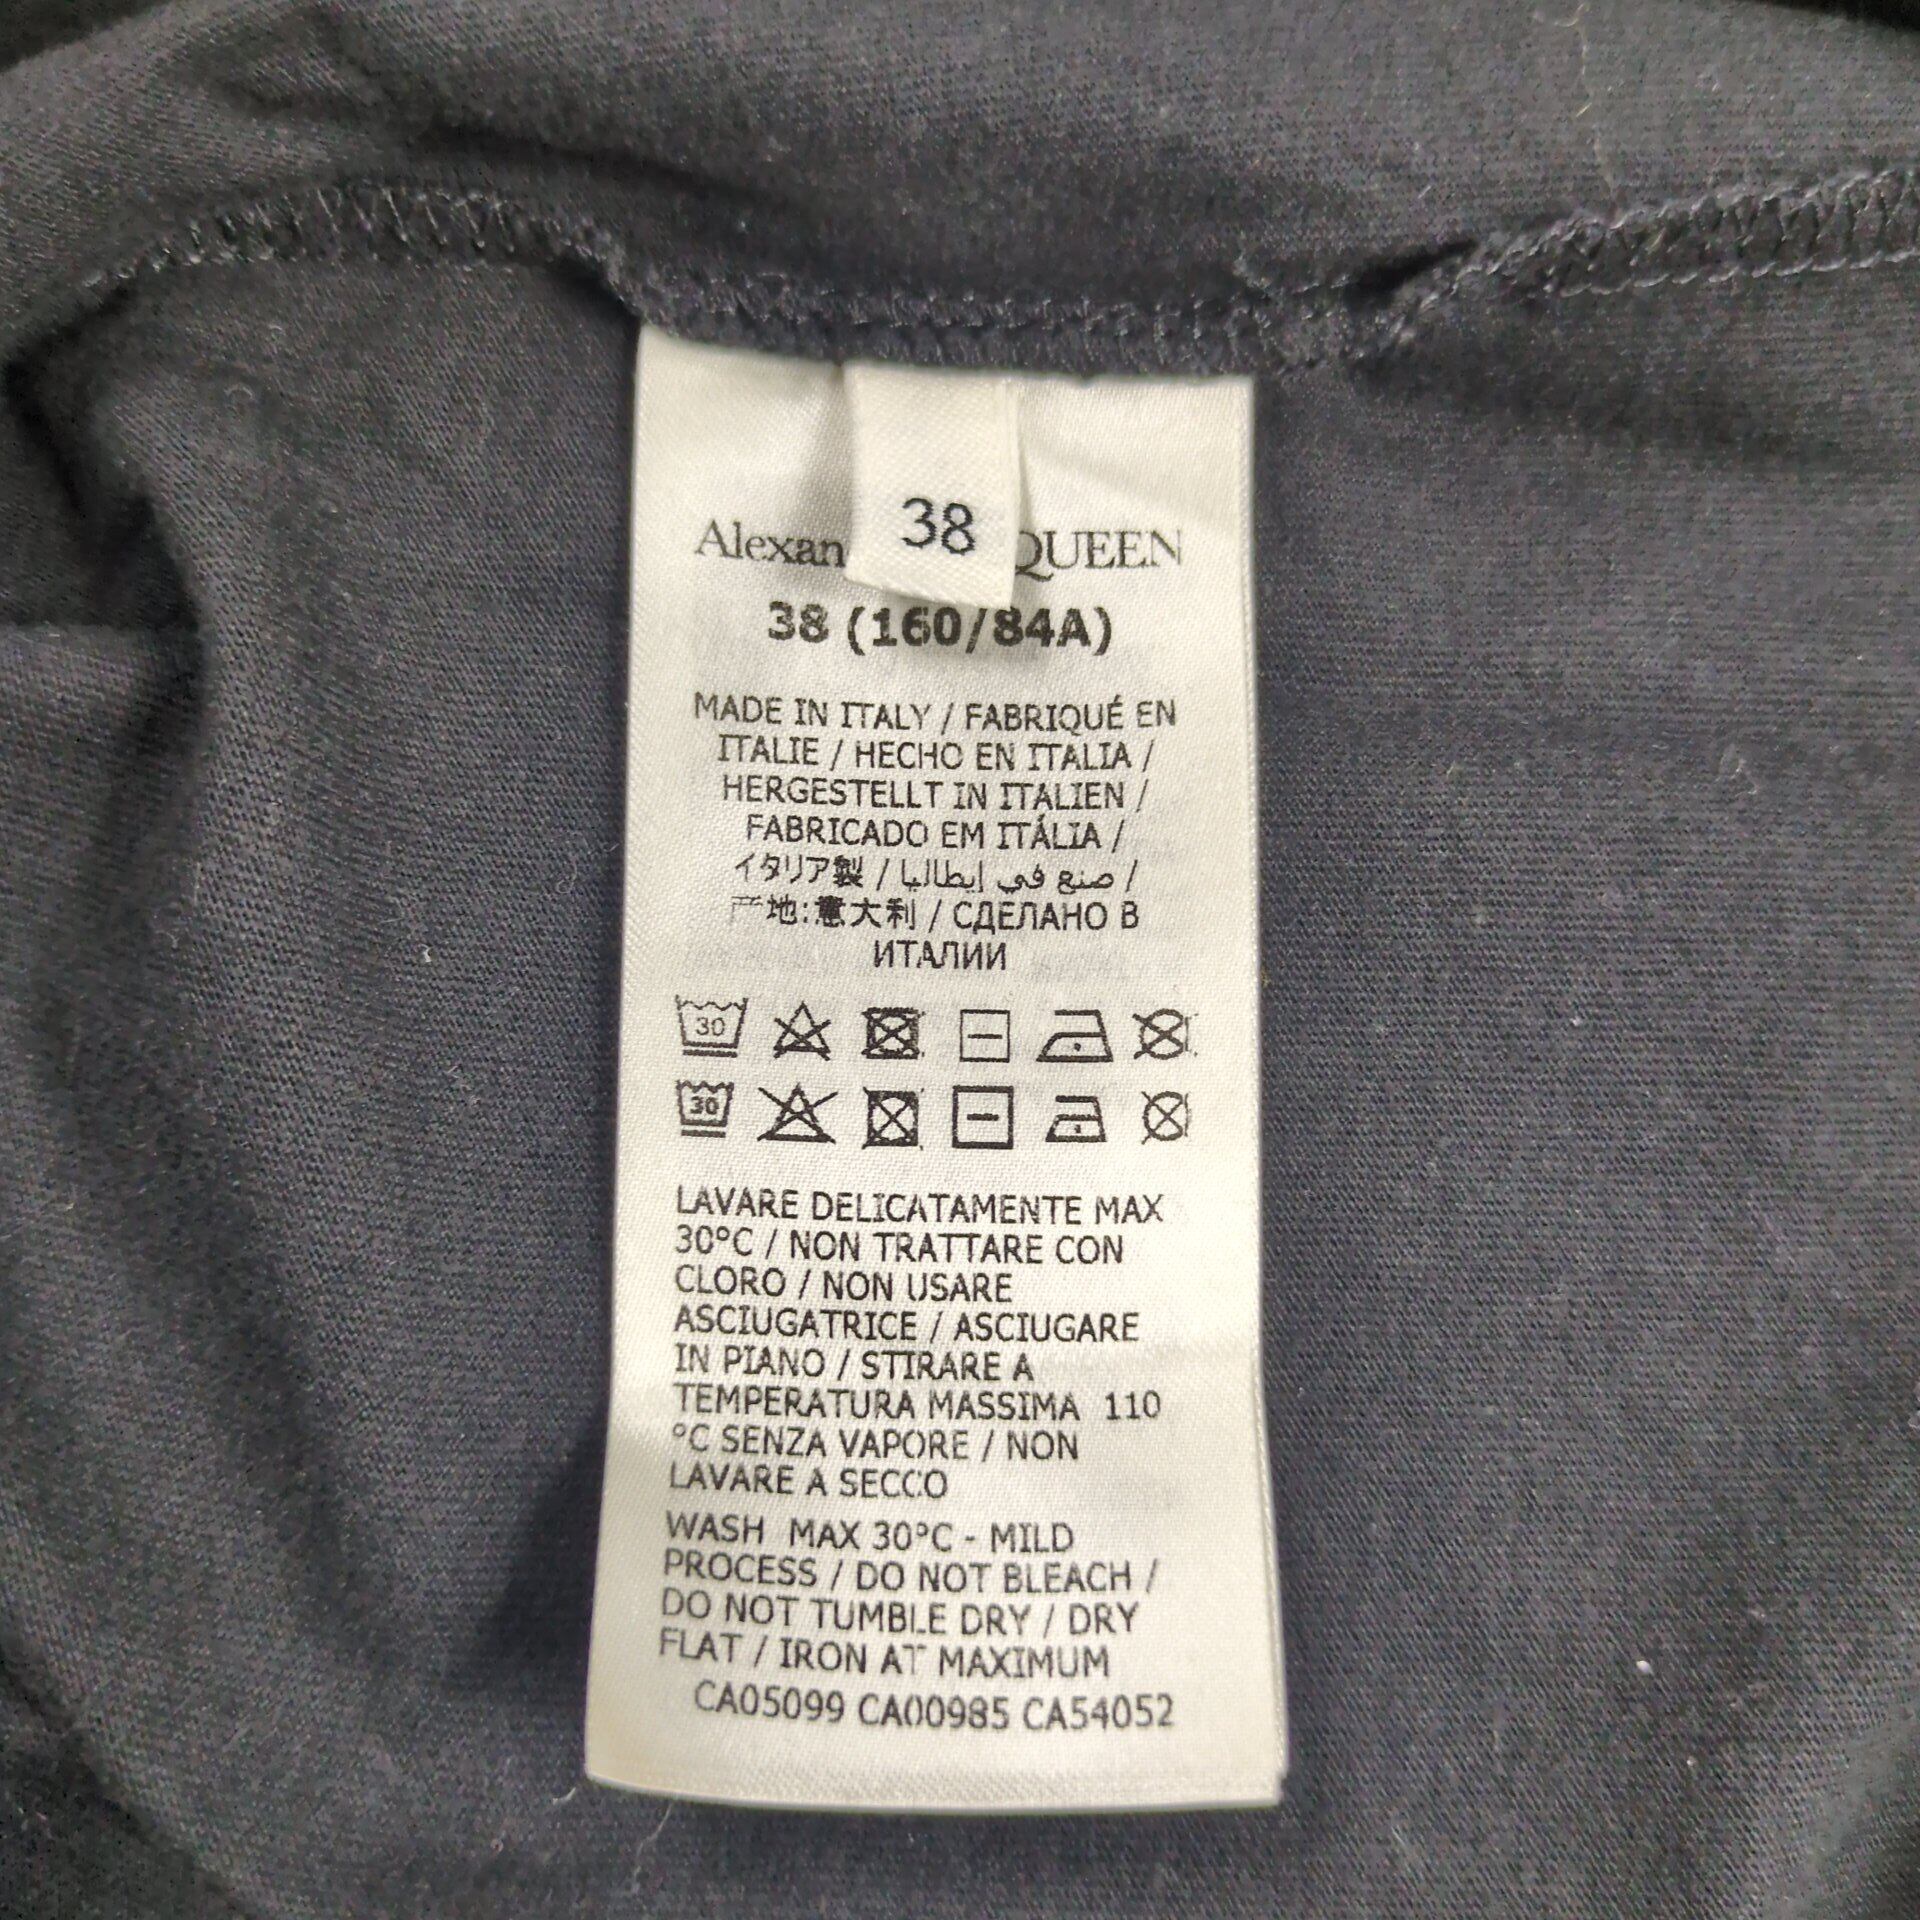 38
Alexan QUEEN
38 (160/84A)
MADE IN ITALY / FABRIQUÉ EN
ITALIE / HECHO EN ITALIA /
HERGESTELLT IN ITALIEN /
FABRICADO EM ITÁLIA /
イタリア製 / صنع في إيطاليا /
产地:意大利 / СДЕЛАНО В
ИТАЛИИ
30
30
LAVARE DELICATAMENTE MAX
30°C / NON TRATTARE CON
CLORO / NON USARE
ASCIUGATRICE / ASCIUGARE
IN PIANO / STIRARE A
TEMPERATURA MASSIMA 110
°C SENZA VAPORE / NON
LAVARE A SECCO
WASH MAX 30°C - MILD
PROCESS / DO NOT BLEACH /
DO NOT TUMBLE DRY / DRY
FLAT / IRON AT MAXIMUM
CA05099 CA00985 CA54052